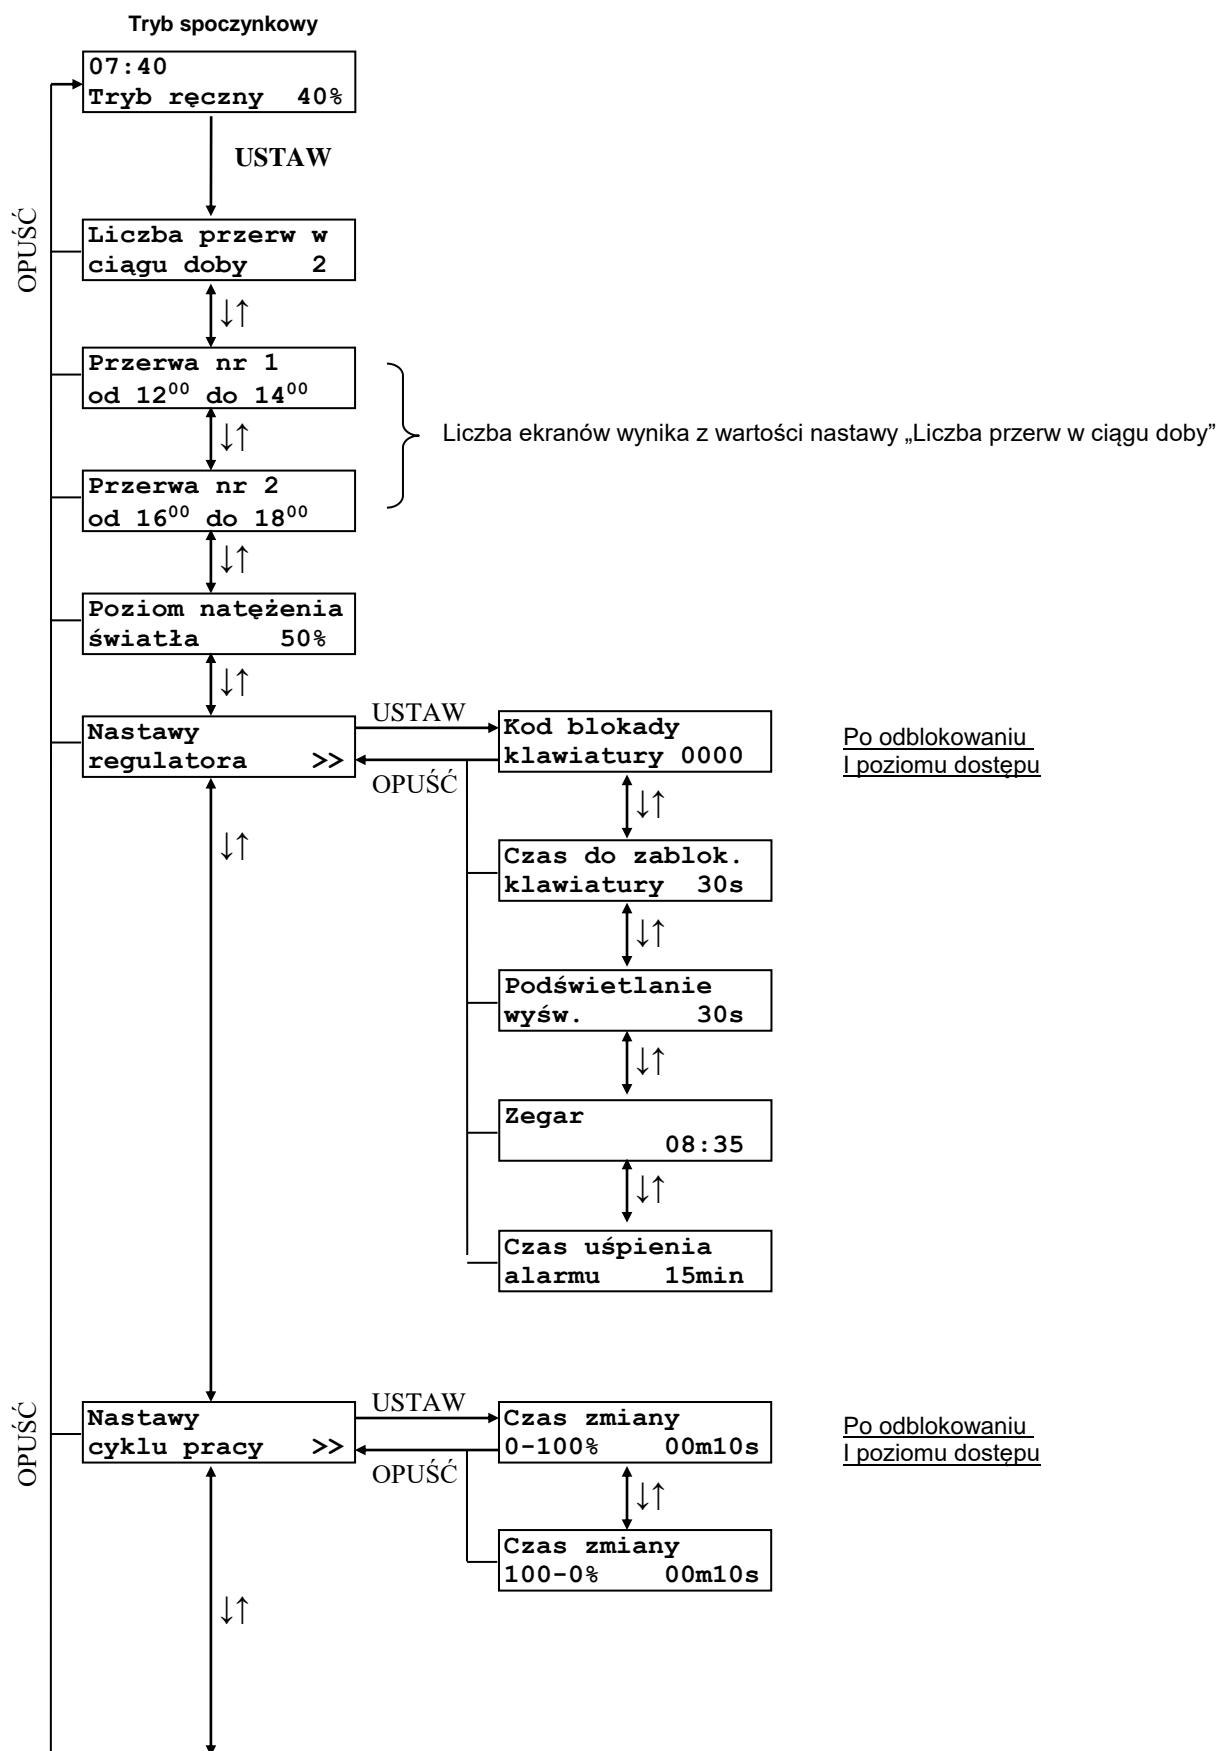 Tryb spoczynkowy
07:40
Tryb ręczny 40%
USTAW
OPUŚĆ
Liczba przerw w
ciągu doby 2
↓↑
Przerwa nr 1
od 12⁰⁰ do 14⁰⁰
Liczba ekranów wynika z wartości nastawy „Liczba przerw w ciągu doby”
↓↑
Przerwa nr 2
od 16⁰⁰ do 18⁰⁰
↓↑
Poziom natężenia
światła 50%
↓↑
Nastawy
regulatora >>
USTAW
OPUŚĆ
Kod blokady
klawiatury 0000
Po odblokowaniu
I poziomu dostępu
↓↑
↓↑
Czas do zablok.
klawiatury 30s
↓↑
Podświetlanie
wyśw. 30s
↓↑
Zegar
08:35
↓↑
Czas uśpienia
alarmu 15min
OPUŚĆ
Nastawy
cyklu pracy >>
USTAW
OPUŚĆ
Czas zmiany
0-100% 00m10s
Po odblokowaniu
I poziomu dostępu
↓↑
Czas zmiany
100-0% 00m10s
↓↑